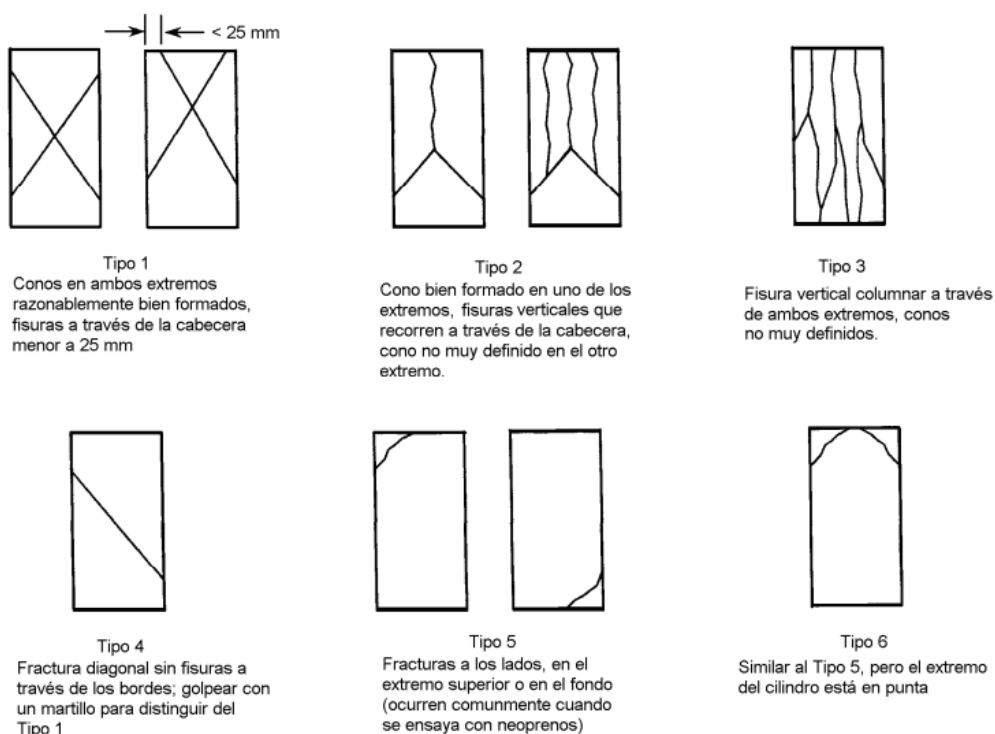 < 25 mm
Tipo 1
Conos en ambos extremos
razonablemente bien formados,
fisuras a través de la cabecera
menor a 25 mm
Tipo 2
Cono bien formado en uno de los
extremos, fisuras verticales que
recorren a través de la cabecera,
cono no muy definido en el otro
extremo.
Tipo 3
Fisura vertical columnar a través
de ambos extremos, conos
no muy definidos.
Tipo 4
Fractura diagonal sin fisuras a
través de los bordes; golpear con
un martillo para distinguir del
Tipo 1
Tipo 5
Fracturas a los lados, en el
extremo superior o en el fondo
(ocurren comunmente cuando
se ensaya con neoprenos)
Tipo 6
Similar al Tipo 5, pero el extremo
del cilindro está en punta